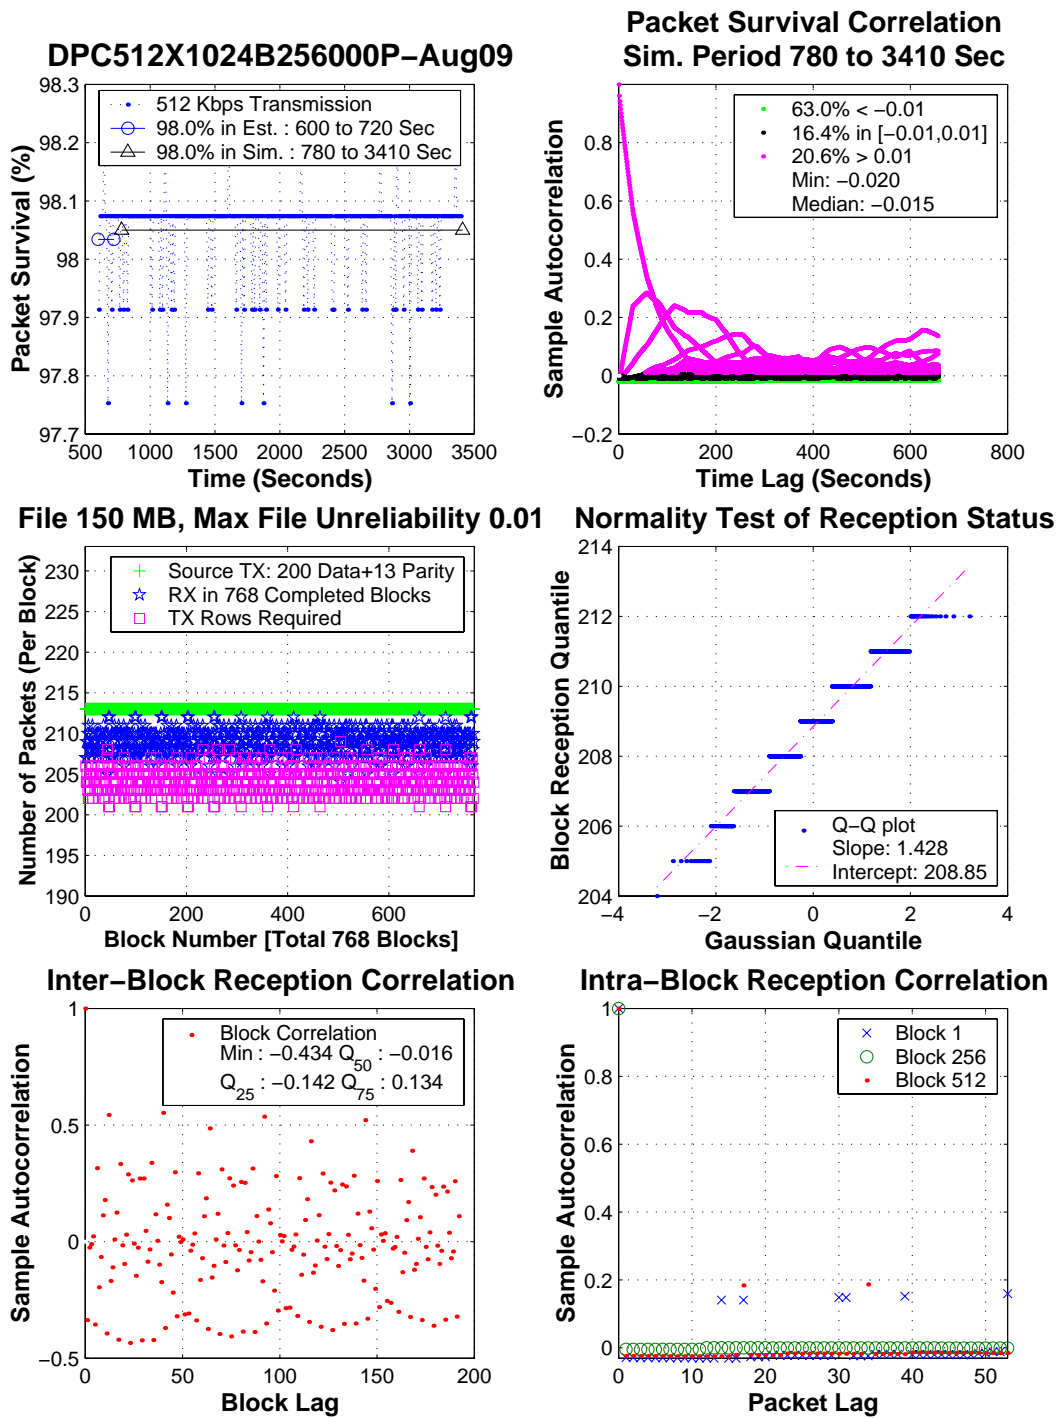 DPC512X1024B256000P−Aug09
98.3
98.2
98.1
98
97.9
97.8
97.7
Packet Survival (%)
512 Kbps Transmission
98.0% in Est. : 600 to 720 Sec
98.0% in Sim. : 780 to 3410 Sec
500 1000 1500 2000 2500 3000 3500
Time (Seconds)
Packet Survival Correlation
Sim. Period 780 to 3410 Sec
0.8
0.6
0.4
0.2
0
−0.2
Sample Autocorrelation
63.0% < −0.01
16.4% in [−0.01,0.01]
20.6% > 0.01
Min: −0.020
Median: −0.015
0 200 400 600 800
Time Lag (Seconds)
File 150 MB, Max File Unreliability 0.01
230
225
220
215
210
205
200
195
190
Number of Packets (Per Block)
Source TX: 200 Data+13 Parity
RX in 768 Completed Blocks
TX Rows Required
0 200 400 600
Block Number [Total 768 Blocks]
Normality Test of Reception Status
214
212
210
208
206
204
Block Reception Quantile
Q−Q plot
Slope: 1.428
Intercept: 208.85
−4 −2 0 2 4
Gaussian Quantile
Inter−Block Reception Correlation
1
0.5
0
−0.5
Sample Autocorrelation
Block Correlation
Min : −0.434 Q50 : −0.016
Q25 : −0.142 Q75 : 0.134
0 50 100 150 200
Block Lag
Intra−Block Reception Correlation
1
0.8
0.6
0.4
0.2
0
Sample Autocorrelation
Block 1
Block 256
Block 512
0 10 20 30 40 50
Packet Lag